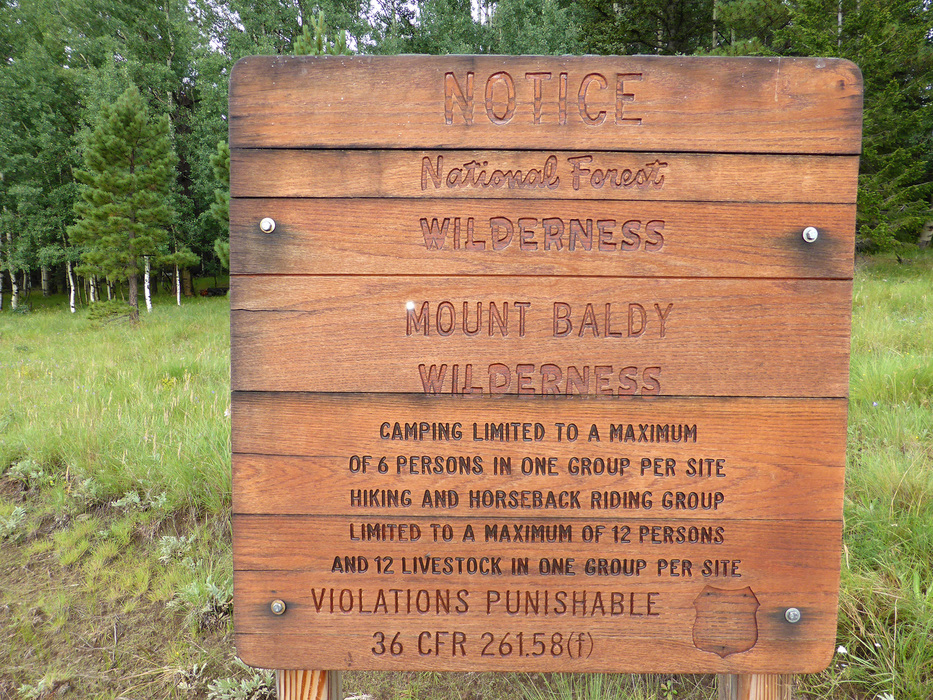 NOTICE
National Forest
WILDERNESS
MOUNT BALDY
WILDERNESS
CAMPING LIMITED TO A MAXIMUM
OF 6 PERSONS IN ONE GROUP PER SITE
HIKING AND HORSEBACK RIDING GROUP
LIMITED TO A MAXIMUM OF 12 PERSONS
AND 12 LIVESTOCK IN ONE GROUP PER SITE
VIOLATIONS PUNISHABLE
36 CFR 261.58(f)